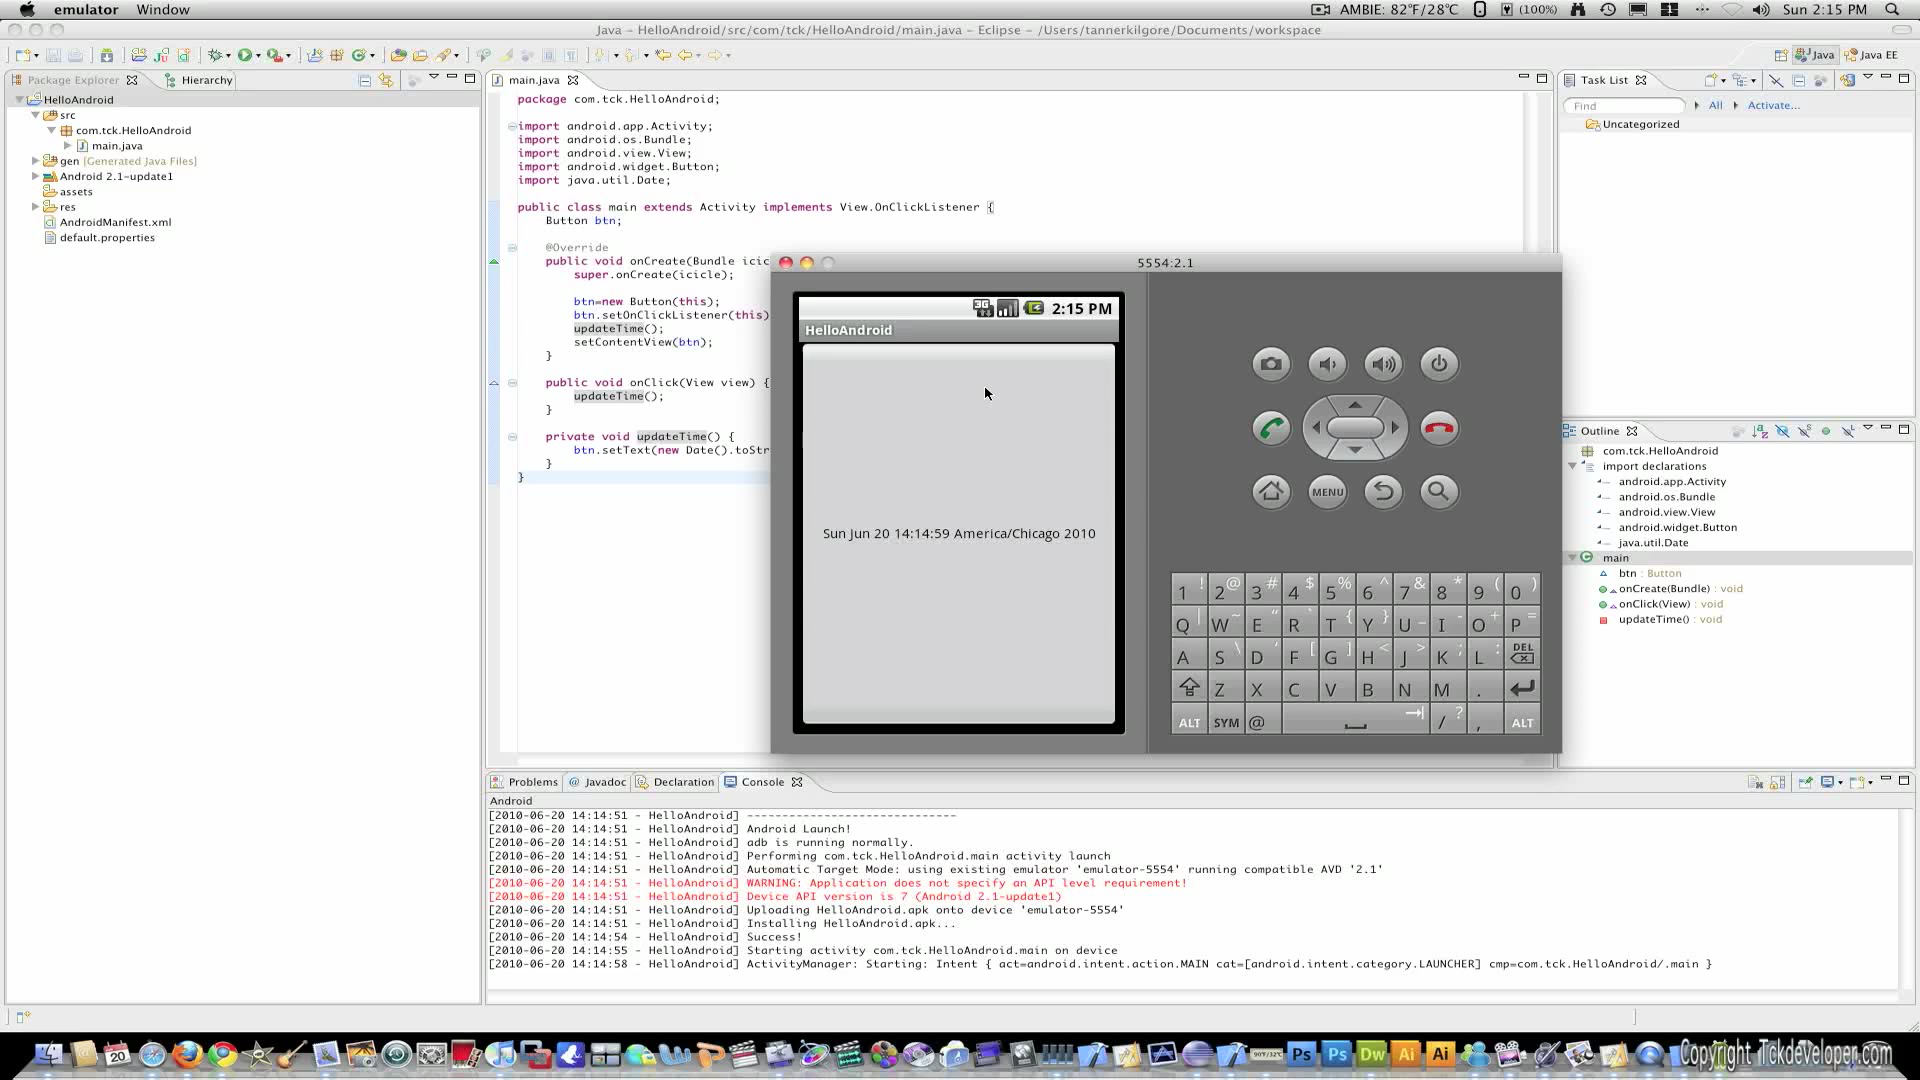 emulator Window AMBIE: 82°F/28°C (100%) Sun 2:15 PM
Java – HelloAndroid/src/com/tck/HelloAndroid/main.java – Eclipse – /Users/tannerkilgore/Documents/workspace
Java Java EE
Package Explorer Hierarchy
HelloAndroid
src
com.tck.HelloAndroid
main.java
gen [Generated Java Files]
Android 2.1-update1
assets
res
AndroidManifest.xml
default.properties
main.java
package com.tck.HelloAndroid;
import android.app.Activity;
import android.os.Bundle;
import android.view.View;
import android.widget.Button;
import java.util.Date;
public class main extends Activity implements View.OnClickListener {
Button btn;
@Override
public void onCreate(Bundle icic
super.onCreate(icicle);
btn=new Button(this);
btn.setOnClickListener(this)
updateTime();
setContentView(btn);
}
public void onClick(View view) {
updateTime();
}
private void updateTime() {
btn.setText(new Date().toStr
}
}
5554:2.1
3G 2:15 PM
HelloAndroid
Sun Jun 20 14:14:59 America/Chicago 2010
MENU
1 ! 2 @ 3 # 4 $ 5 % 6 ^ 7 & 8 * 9 ( 0 )
Q | W ~ E " R ` T { Y } U _ I - O + P =
A S \ D ' F [ G ] H < J > K ; L : DEL
Z X C V B N M .
ALT SYM @ / ? , ALT
Task List
Find All Activate...
Uncategorized
Outline
com.tck.HelloAndroid
import declarations
android.app.Activity
android.os.Bundle
android.view.View
android.widget.Button
java.util.Date
main
btn : Button
onCreate(Bundle) : void
onClick(View) : void
updateTime() : void
Problems Javadoc Declaration Console
Android
[2010-06-20 14:14:51 - HelloAndroid] ------------------------------
[2010-06-20 14:14:51 - HelloAndroid] Android Launch!
[2010-06-20 14:14:51 - HelloAndroid] adb is running normally.
[2010-06-20 14:14:51 - HelloAndroid] Performing com.tck.HelloAndroid.main activity launch
[2010-06-20 14:14:51 - HelloAndroid] Automatic Target Mode: using existing emulator 'emulator-5554' running compatible AVD '2.1'
[2010-06-20 14:14:51 - HelloAndroid] WARNING: Application does not specify an API level requirement!
[2010-06-20 14:14:51 - HelloAndroid] Device API version is 7 (Android 2.1-update1)
[2010-06-20 14:14:51 - HelloAndroid] Uploading HelloAndroid.apk onto device 'emulator-5554'
[2010-06-20 14:14:51 - HelloAndroid] Installing HelloAndroid.apk...
[2010-06-20 14:14:54 - HelloAndroid] Success!
[2010-06-20 14:14:55 - HelloAndroid] Starting activity com.tck.HelloAndroid.main on device
[2010-06-20 14:14:58 - HelloAndroid] ActivityManager: Starting: Intent { act=android.intent.action.MAIN cat=[android.intent.category.LAUNCHER] cmp=com.tck.HelloAndroid/.main }
20 90°F/32°C Ps Ps Dw Ai Ai
Copyright Tckdeveloper.com